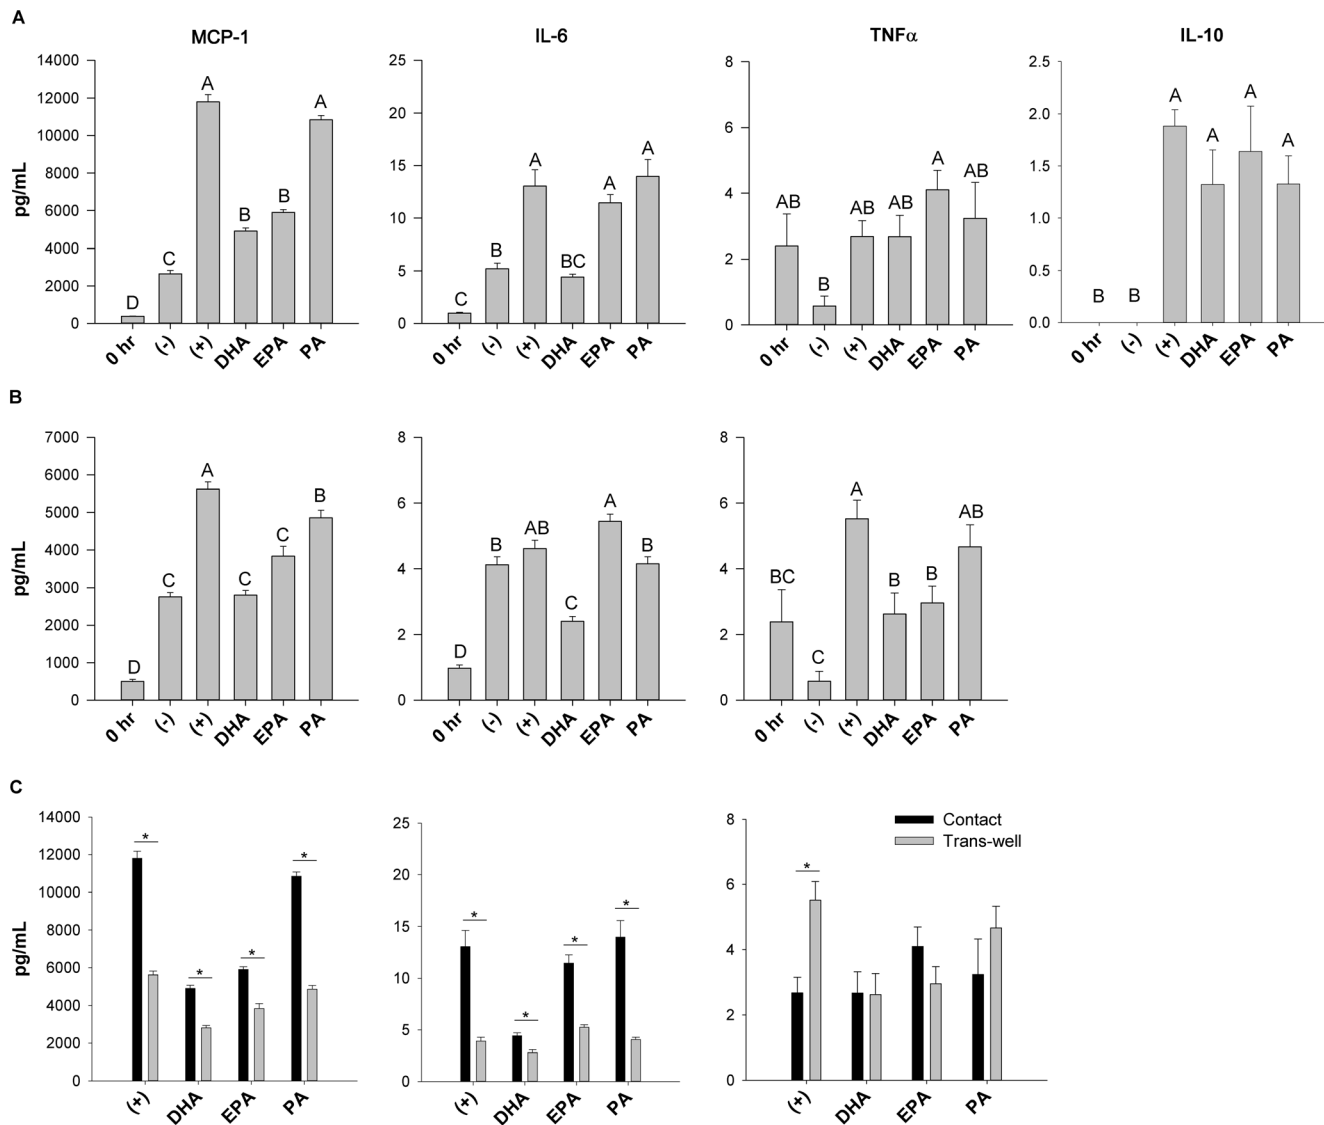 A
MCP-1
IL-6
TNFα
IL-10
pg/mL
14000
12000
10000
8000
6000
4000
2000
0
D
C
A
B
B
A
0 hr
(-)
(+)
DHA
EPA
PA
25
20
15
10
5
0
C
B
A
BC
A
A
0 hr
(-)
(+)
DHA
EPA
PA
8
6
4
2
0
AB
B
AB
AB
A
AB
0 hr
(-)
(+)
DHA
EPA
PA
2.5
2.0
1.5
1.0
0.5
0.0
B
B
A
A
A
A
0 hr
(-)
(+)
DHA
EPA
PA
B
pg/mL
7000
6000
5000
4000
3000
2000
1000
0
D
C
A
C
C
B
0 hr
(-)
(+)
DHA
EPA
PA
8
6
4
2
0
D
B
AB
C
A
B
0 hr
(-)
(+)
DHA
EPA
PA
8
6
4
2
0
BC
C
A
B
B
AB
0 hr
(-)
(+)
DHA
EPA
PA
C
pg/mL
14000
12000
10000
8000
6000
4000
2000
0
*
*
*
*
(+)
DHA
EPA
PA
25
20
15
10
5
0
*
*
*
*
(+)
DHA
EPA
PA
8
6
4
2
0
*
Contact
Trans-well
(+)
DHA
EPA
PA